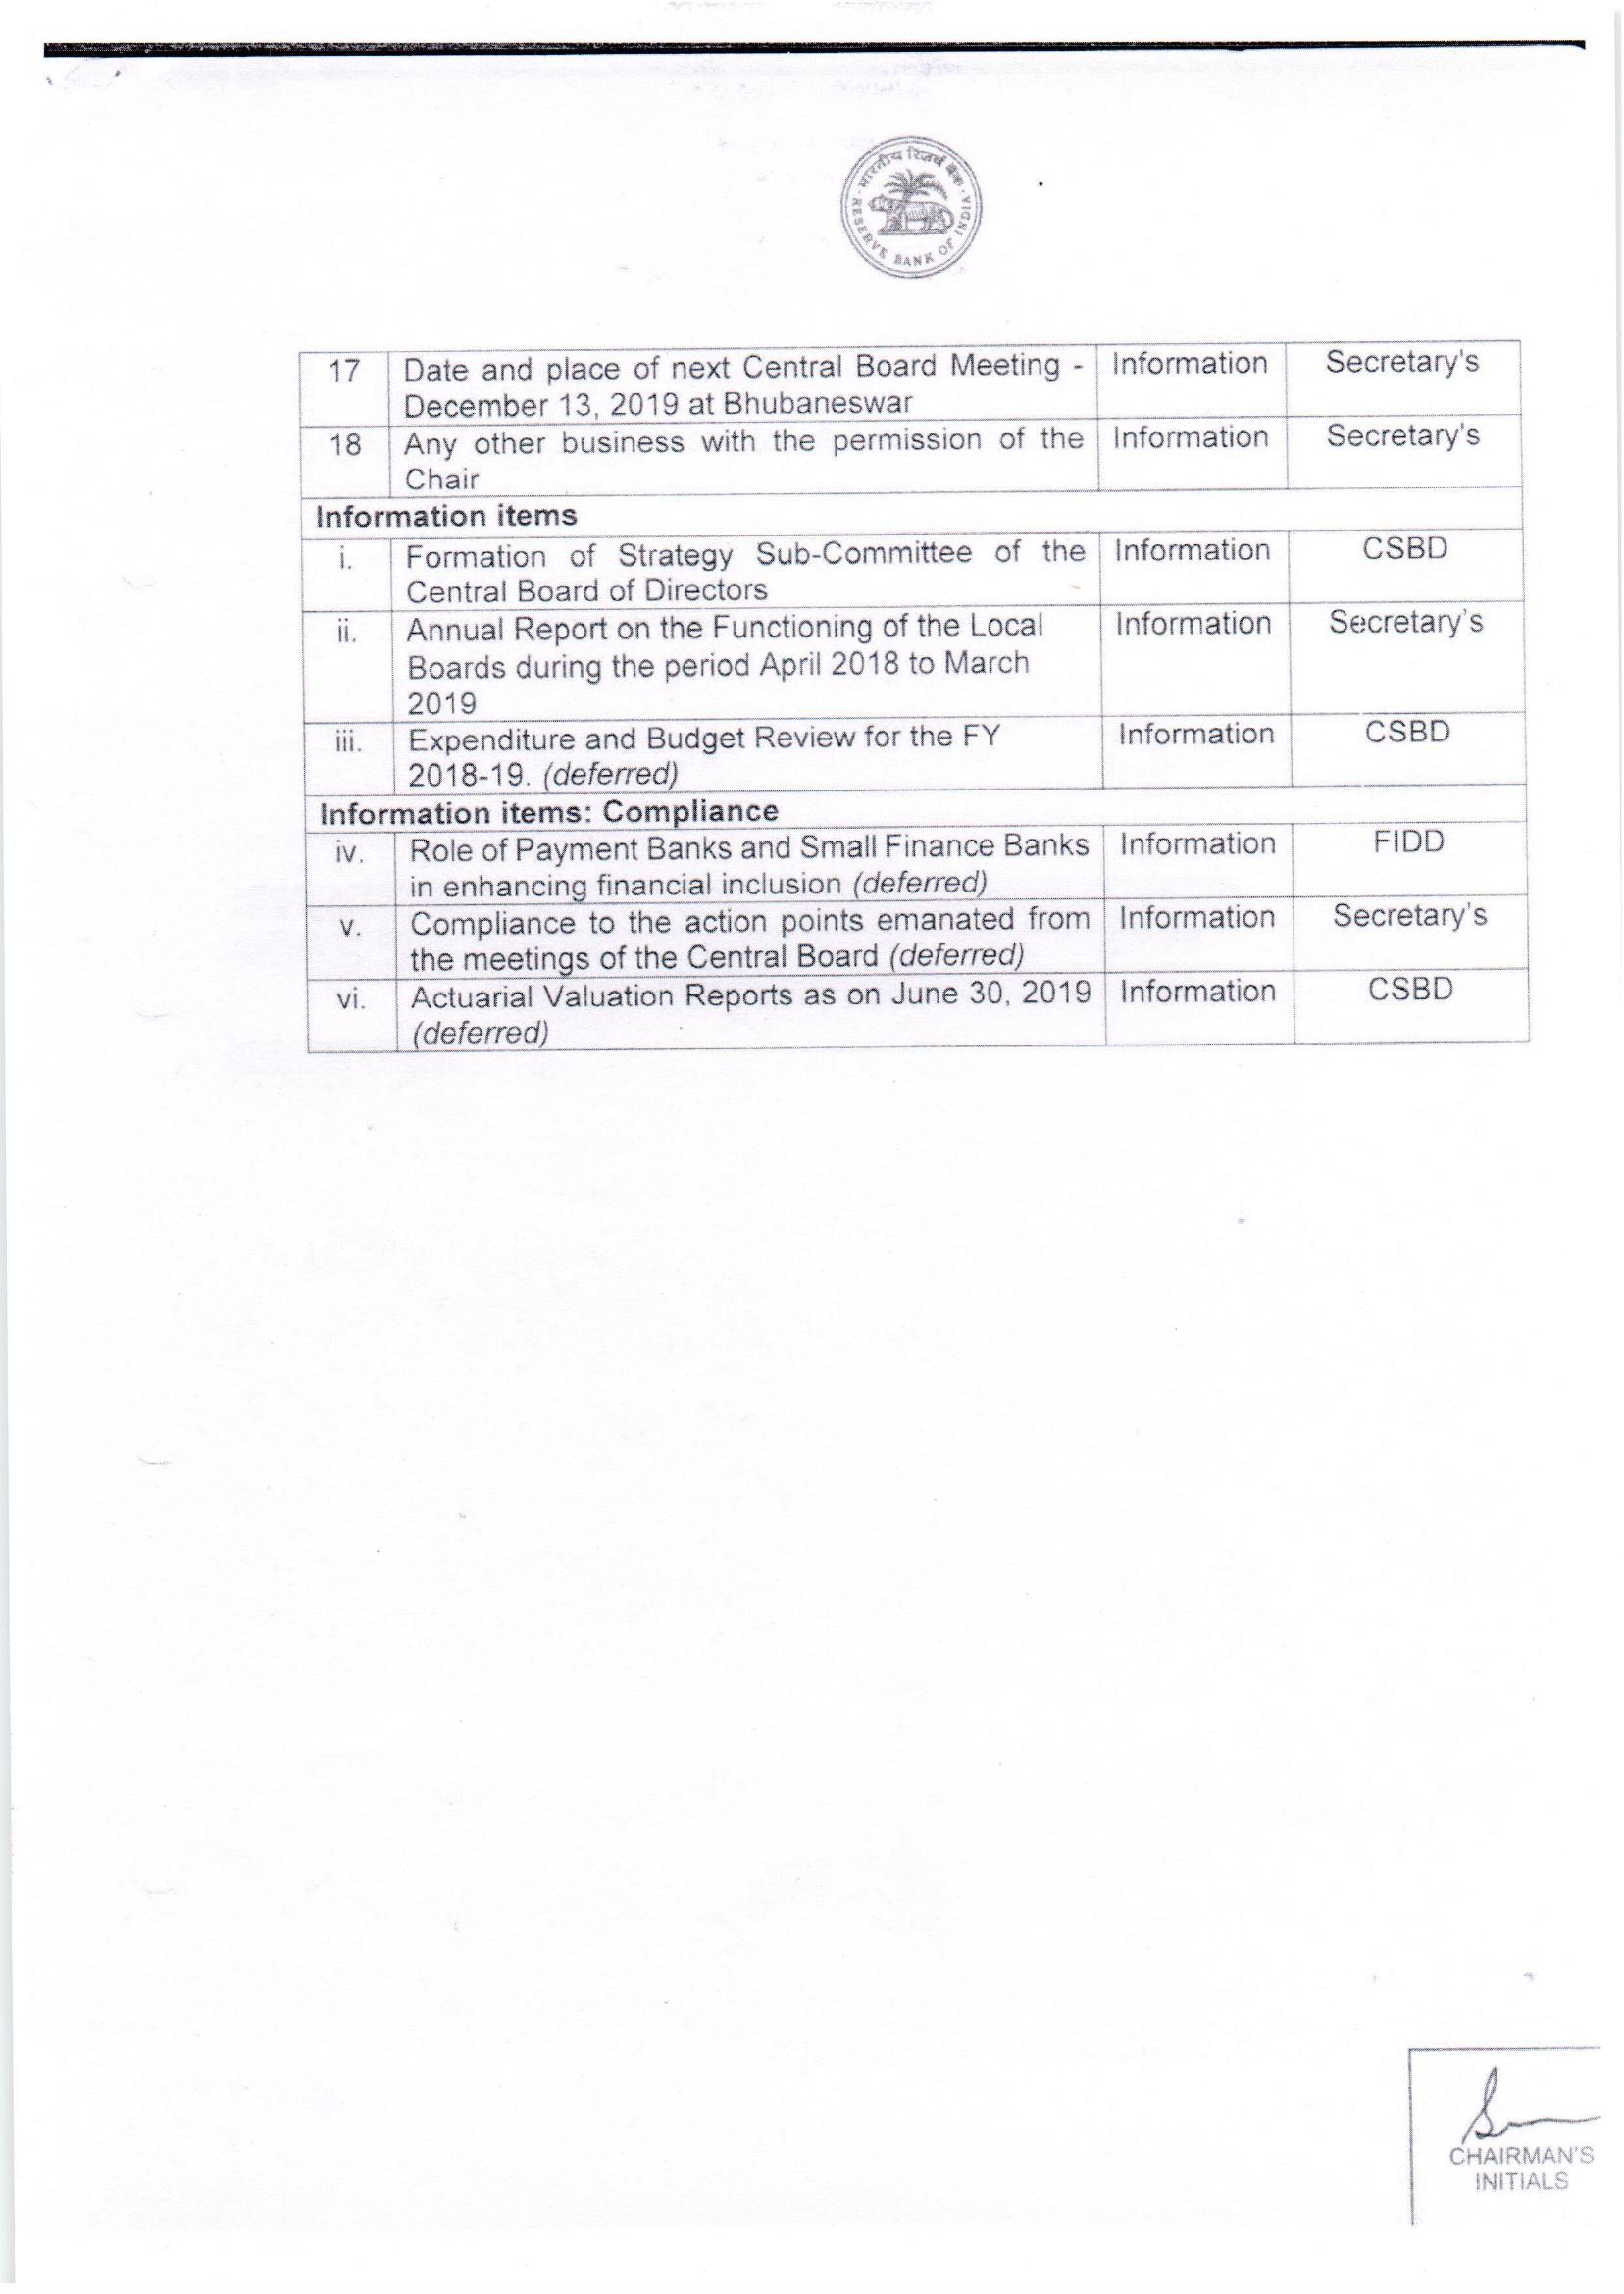 भारतीय रिज़र्व बैंक
RESERVE BANK OF INDIA
17 Date and place of next Central Board Meeting - Information Secretary's
December 13, 2019 at Bhubaneswar
18 Any other business with the permission of the Information Secretary's
Chair
Information items
i. Formation of Strategy Sub-Committee of the Information CSBD
Central Board of Directors
ii. Annual Report on the Functioning of the Local Information Secretary's
Boards during the period April 2018 to March
2019
iii. Expenditure and Budget Review for the FY Information CSBD
2018-19. (deferred)
Information items: Compliance
iv. Role of Payment Banks and Small Finance Banks Information FIDD
in enhancing financial inclusion (deferred)
v. Compliance to the action points emanated from Information Secretary's
the meetings of the Central Board (deferred)
vi. Actuarial Valuation Reports as on June 30, 2019 Information CSBD
(deferred)
CHAIRMAN'S
INITIALS